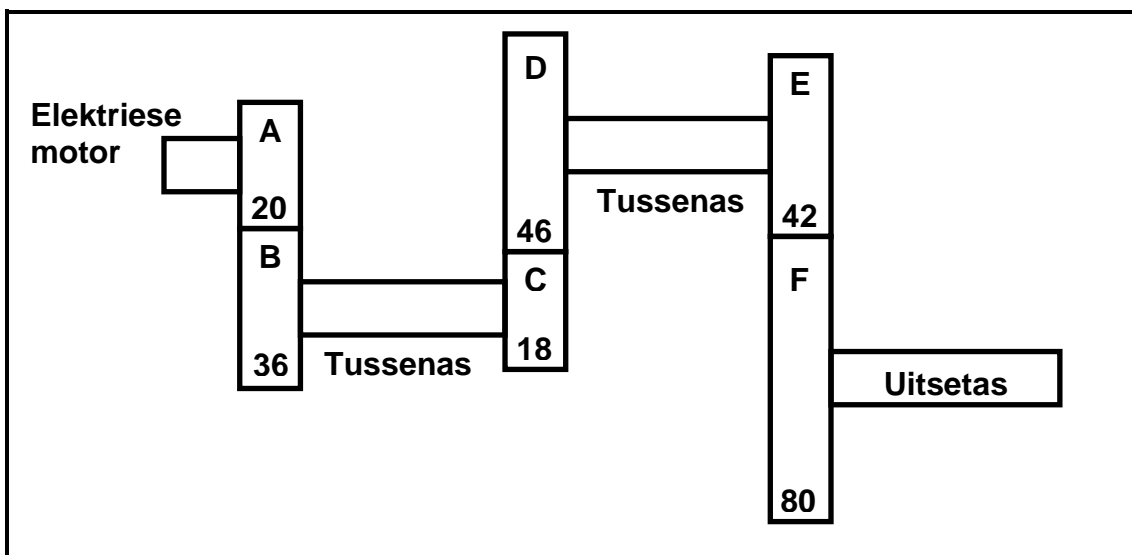 Elektriese
motor
A
20
B
36
Tussenas
D
46
C
18
Tussenas
E
42
F
80
Uitsetas